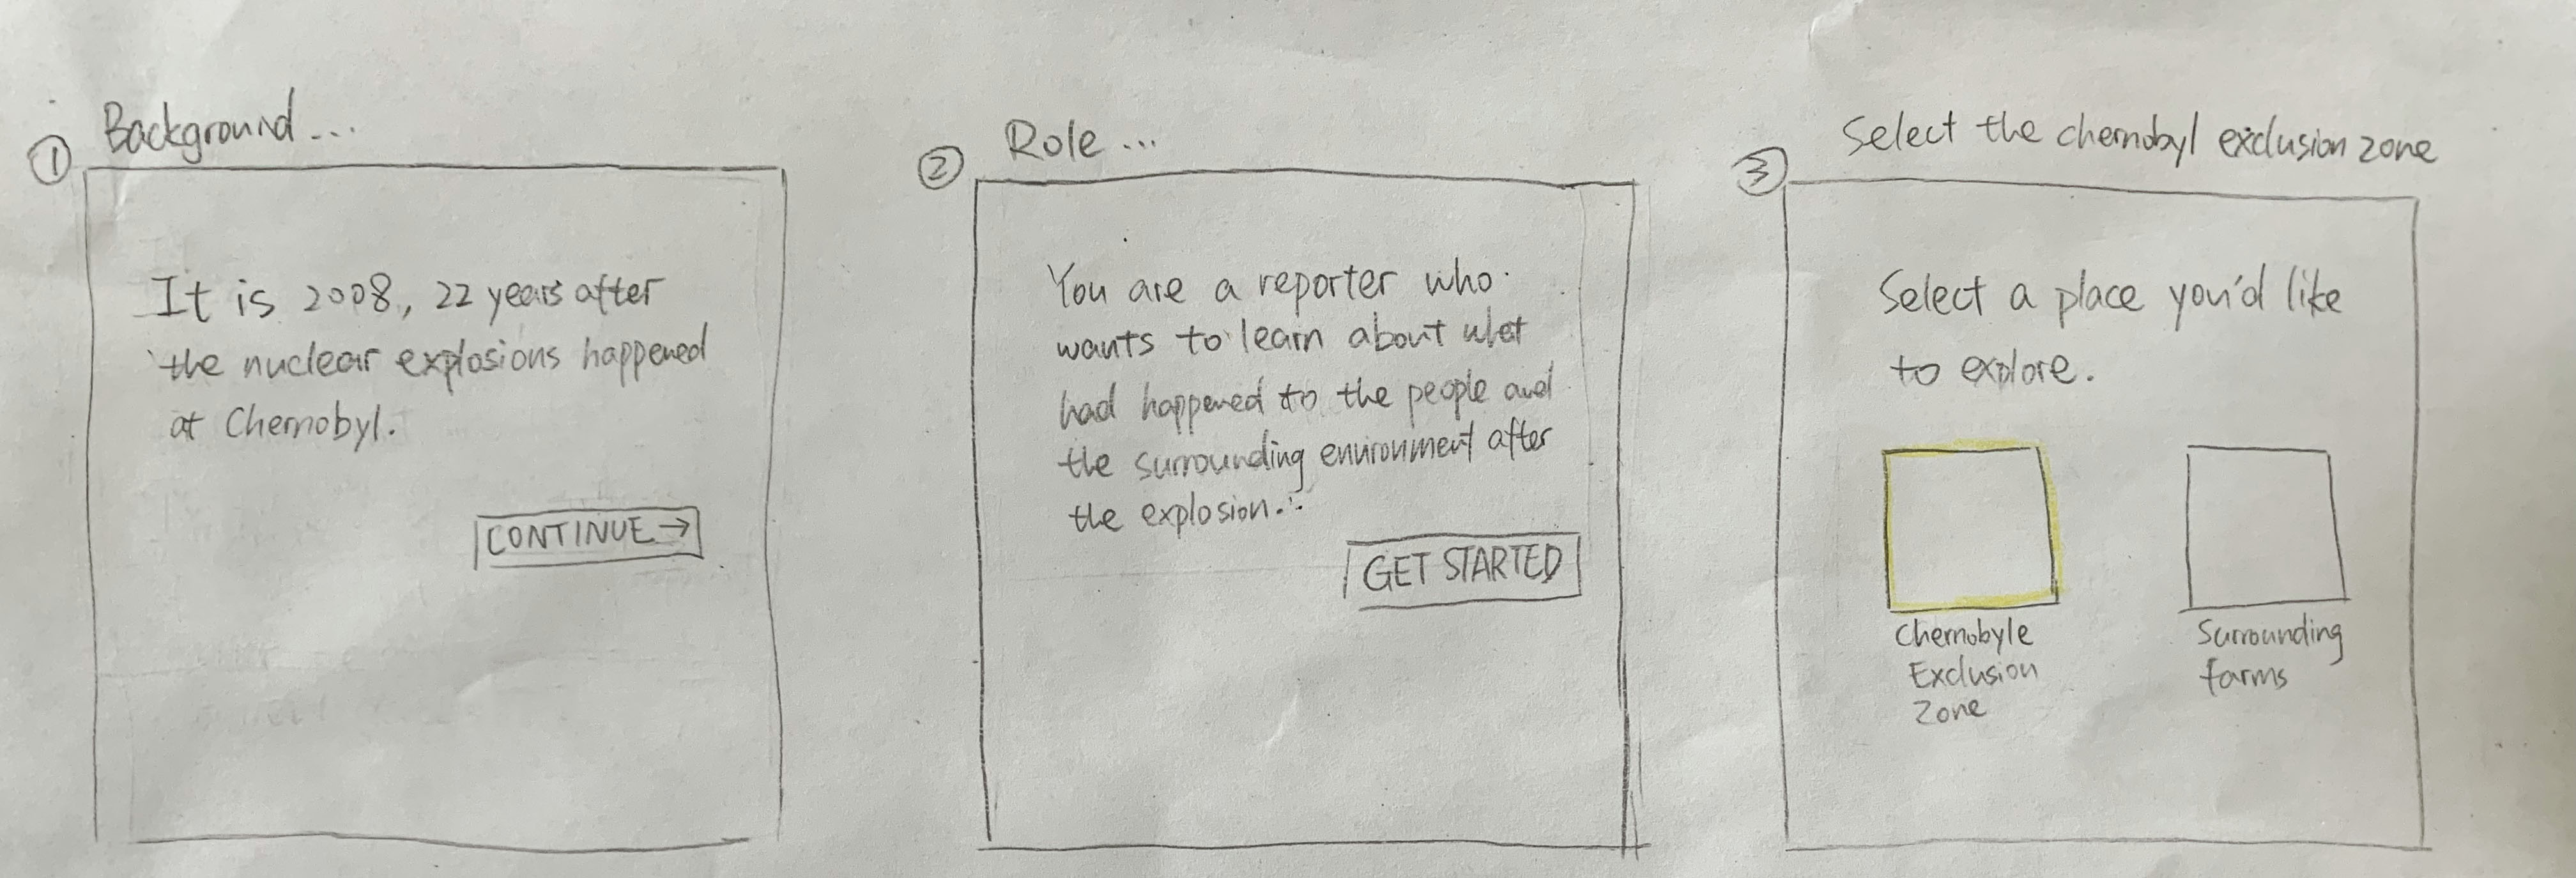 ① Background...
It is 2008, 22 years after
the nuclear explosions happened
at Chernobyl.
CONTINUE →
② Role...
You are a reporter who
wants to learn about what
had happened to the people and
the surrounding environment after
the explosion.
GET STARTED
③ Select the chernobyl exclusion zone
Select a place you'd like
to explore.
Chernobyle
Exclusion
Zone
Surrounding
farms